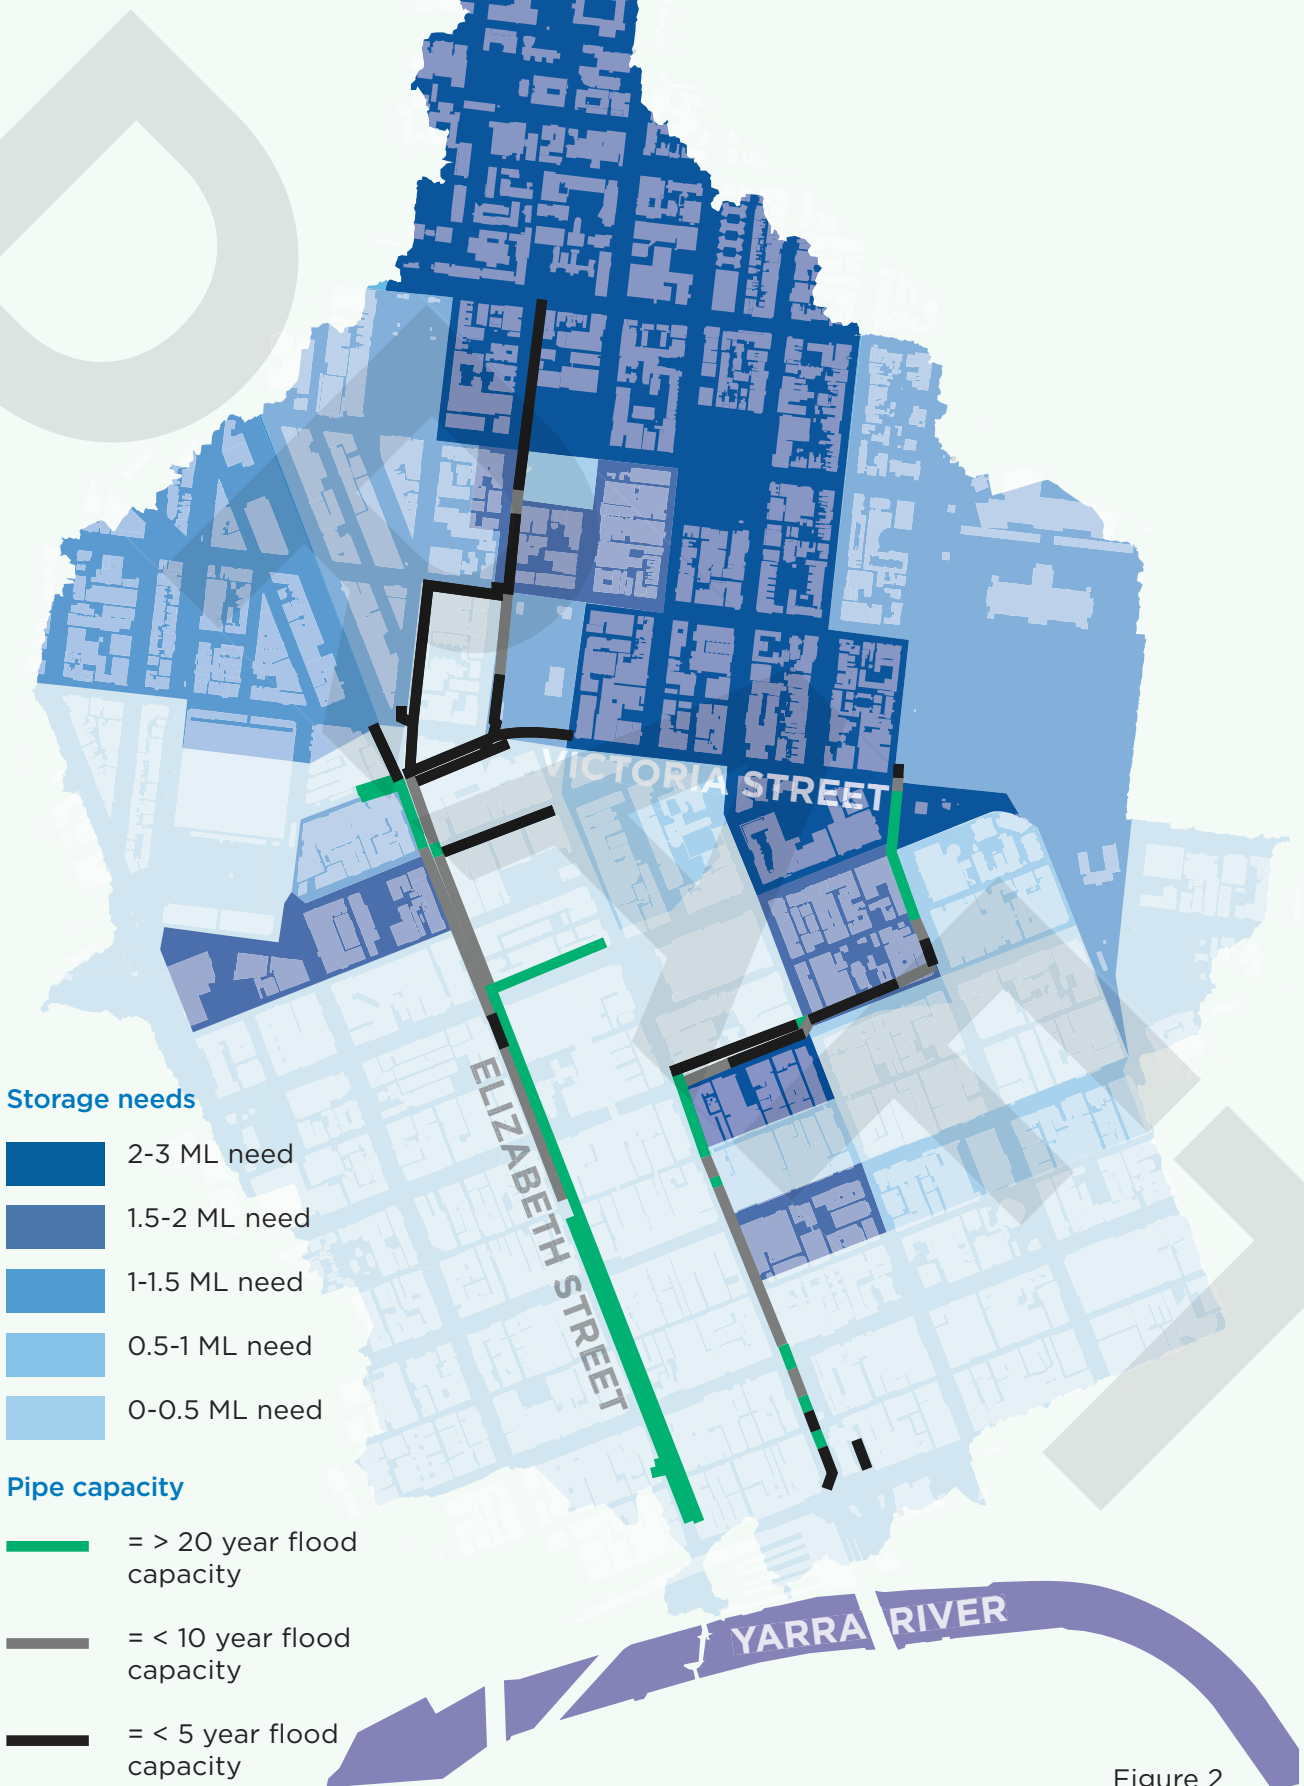 VICTORIA STREET
ELIZABETH STREET
Storage needs
2-3 ML need
1.5-2 ML need
1-1.5 ML need
0.5-1 ML need
0-0.5 ML need
Pipe capacity
= > 20 year flood
capacity
= < 10 year flood
capacity
= < 5 year flood
capacity
YARRA RIVER
Figure 2
DRAFT